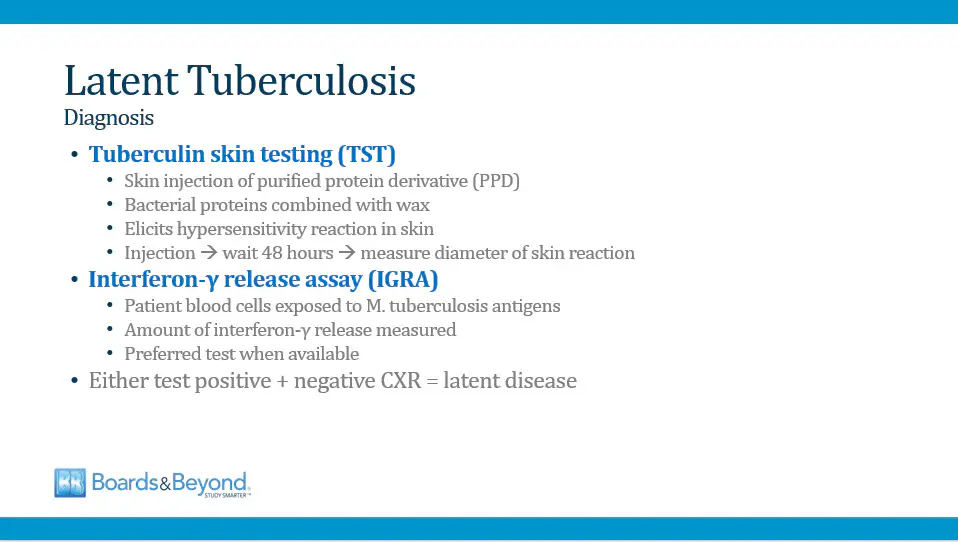 Latent Tuberculosis
Diagnosis
• Tuberculin skin testing (TST)
• Skin injection of purified protein derivative (PPD)
• Bacterial proteins combined with wax
• Elicits hypersensitivity reaction in skin
• Injection → wait 48 hours → measure diameter of skin reaction
• Interferon-γ release assay (IGRA)
• Patient blood cells exposed to M. tuberculosis antigens
• Amount of interferon-γ release measured
• Preferred test when available
• Either test positive + negative CXR = latent disease
BB Boards&Beyond.
STUDY SMARTER™